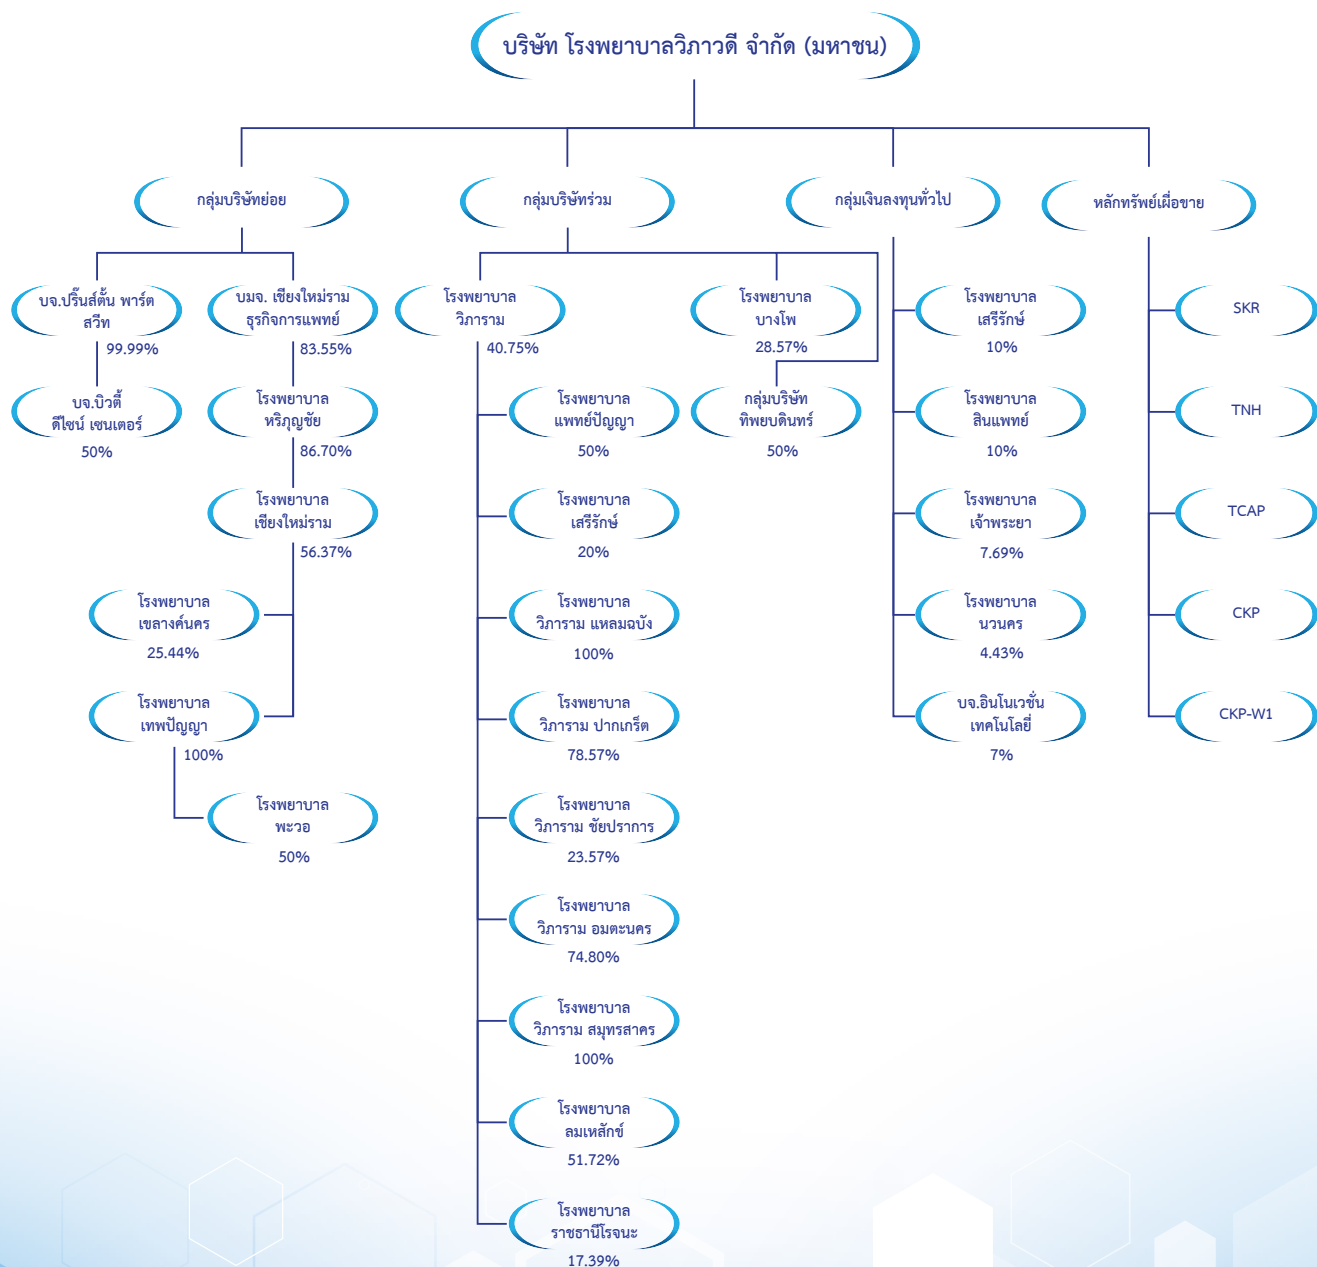 บริษัท โรงพยาบาลวิภาวดี จำกัด (มหาชน)
กลุ่มบริษัทย่อย
กลุ่มบริษัทร่วม
กลุ่มเงินลงทุนทั่วไป
หลักทรัพย์เผื่อขาย
บจ.ปริ๊นส์ตั้น พาร์ต
สวีท
99.99%
บจ.บิวตี้
ดีไซน์ เซนเตอร์
50%
บมจ. เชียงใหม่ราม
ธุรกิจการแพทย์
83.55%
โรงพยาบาล
หริภุญชัย
86.70%
โรงพยาบาล
เชียงใหม่ราม
56.37%
โรงพยาบาล
เขลางค์นคร
25.44%
โรงพยาบาล
เทพปัญญา
100%
โรงพยาบาล
พะวอ
50%
โรงพยาบาล
วิภาราม
40.75%
โรงพยาบาล
แพทย์ปัญญา
50%
โรงพยาบาล
เสรีรักษ์
20%
โรงพยาบาล
วิภาราม แหลมฉบัง
100%
โรงพยาบาล
วิภาราม ปากเกร็ด
78.57%
โรงพยาบาล
วิภาราม ชัยปราการ
23.57%
โรงพยาบาล
วิภาราม อมตะนคร
74.80%
โรงพยาบาล
วิภาราม สมุทรสาคร
100%
โรงพยาบาล
ลมเหสักข์
51.72%
โรงพยาบาล
ราชธานีโรจนะ
17.39%
โรงพยาบาล
บางโพ
28.57%
กลุ่มบริษัท
ทิพยบดินทร์
50%
โรงพยาบาล
เสรีรักษ์
10%
โรงพยาบาล
สินแพทย์
10%
โรงพยาบาล
เจ้าพระยา
7.69%
โรงพยาบาล
นวนคร
4.43%
บจ.อินโนเวชั่น
เทคโนโลยี่
7%
SKR
TNH
TCAP
CKP
CKP-W1